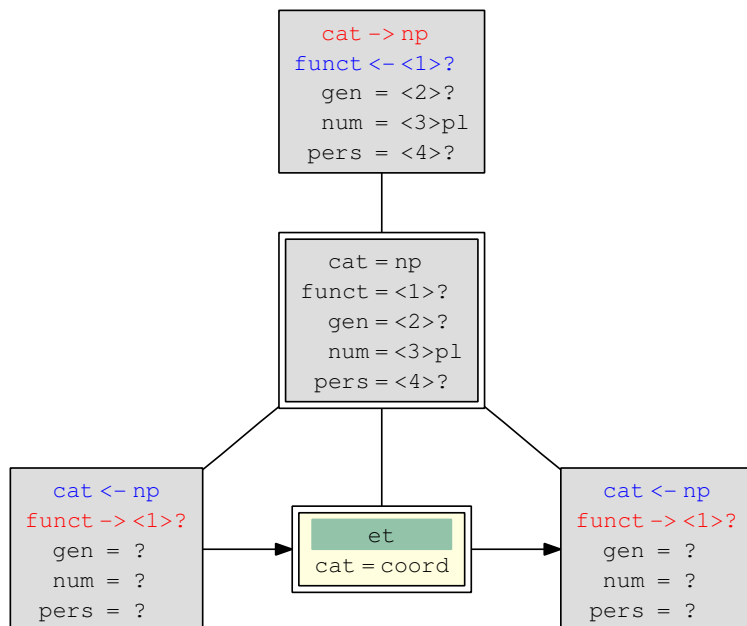 cat -> np
funct <- <1>?
gen = <2>?
num = <3>pl
pers = <4>?
cat = np
funct = <1>?
gen = <2>?
num = <3>pl
pers = <4>?
cat <- np
funct -> <1>?
gen = ?
num = ?
pers = ?
et
cat = coord
cat <- np
funct -> <1>?
gen = ?
num = ?
pers = ?